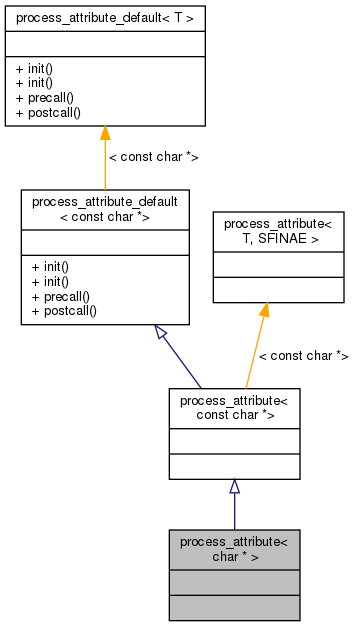 process_attribute_default< T >
+ init()
+ init()
+ precall()
+ postcall()
< const char *>
process_attribute_default
< const char *>
+ init()
+ init()
+ precall()
+ postcall()
process_attribute<
T, SFINAE >
< const char *>
process_attribute<
const char *>
process_attribute<
char * >